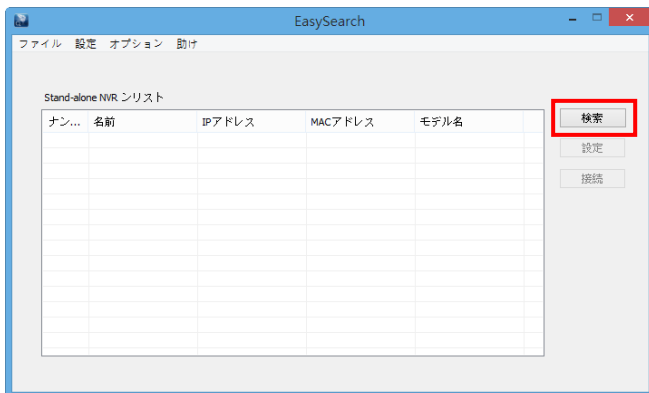 EasySearch
ファイル 設定 オプション 助け
Stand-alone NVR ンリスト
ナン... 名前 IPアドレス MACアドレス モデル名
検索
設定
接続